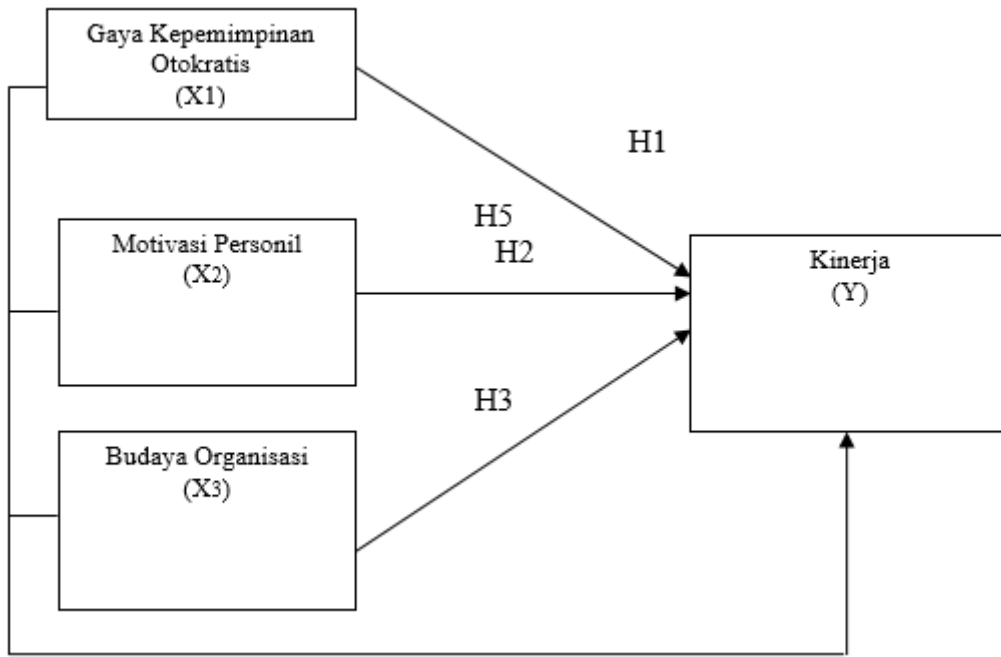 Gaya Kepemimpinan
Otokratis
(X1)
H1
H5
H2
Motivasi Personil
(X2)
Kinerja
(Y)
H3
Budaya Organisasi
(X3)